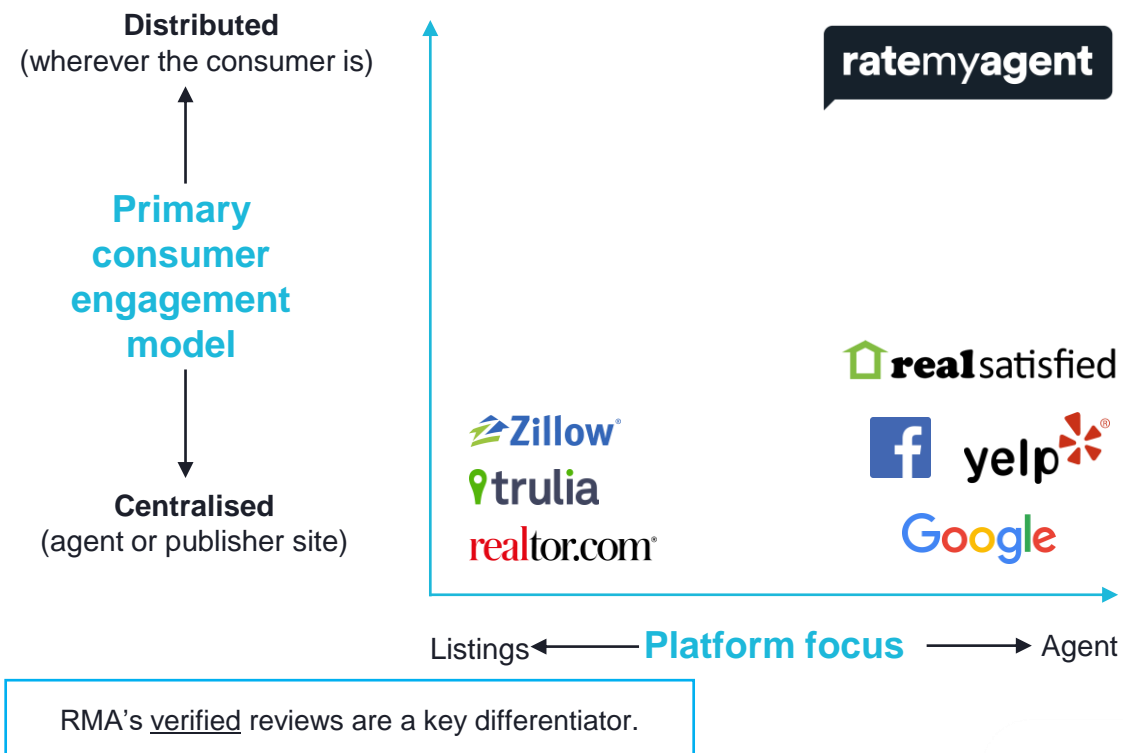 Distributed
(wherever the consumer is)
Primary
consumer
engagement
model
Centralised
(agent or publisher site)
ratemyagent
realsatisfied
Zillow®
trulia
realtor.com®
f
yelp®
Google
Listings Platform focus Agent
RMA’s verified reviews are a key differentiator.